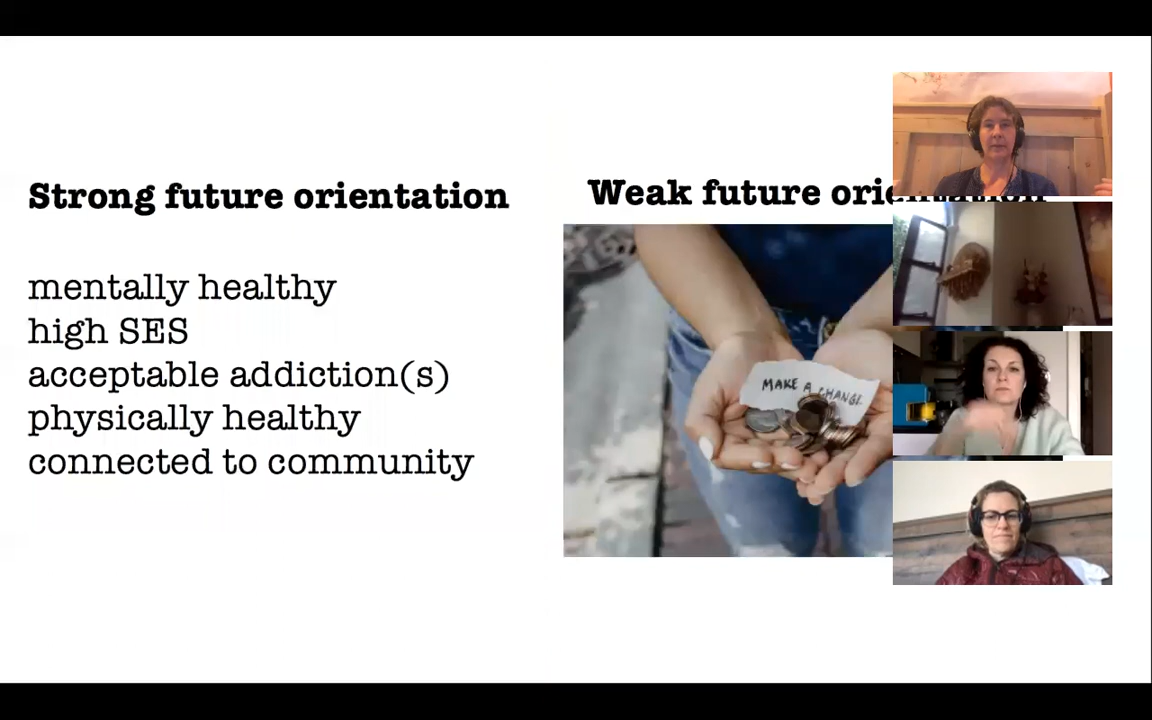 Strong future orientation
mentally healthy
high SES
acceptable addiction(s)
physically healthy
connected to community
Weak future orientation
MAKE A CHANGE